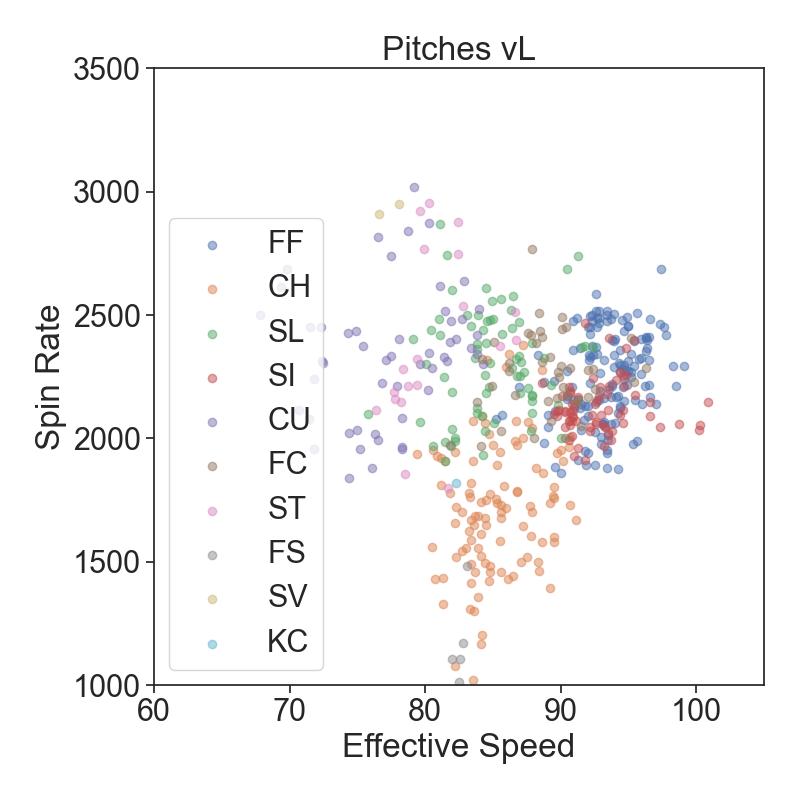 Pitches vL
3500
3000
2500
2000
1500
1000
Spin Rate
FF
CH
SL
SI
CU
FC
ST
FS
SV
KC
60 70 80 90 100
Effective Speed